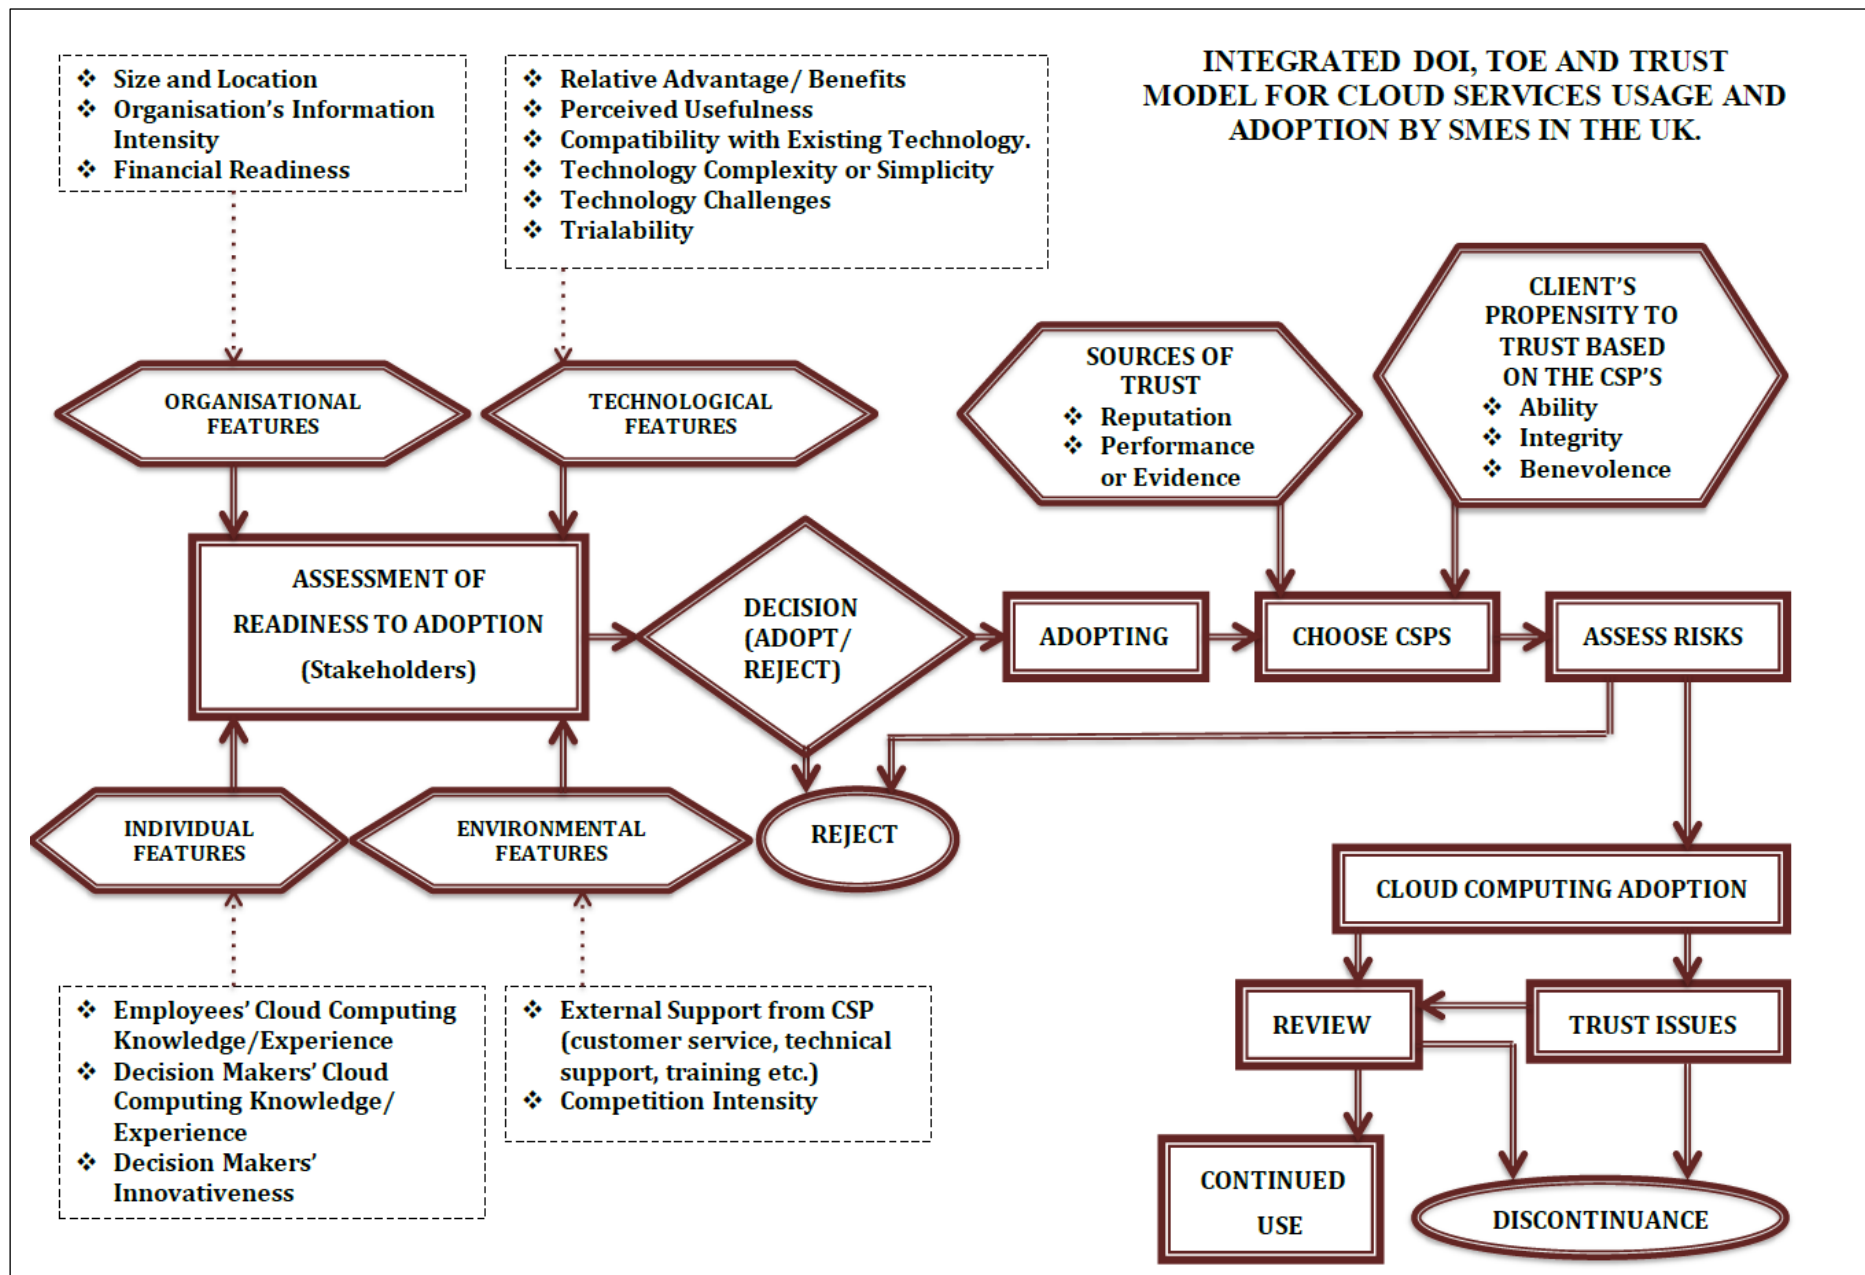 INTEGRATED DOI, TOE AND TRUST
MODEL FOR CLOUD SERVICES USAGE AND
ADOPTION BY SMES IN THE UK.
❖ Size and Location
❖ Organisation's Information
Intensity
❖ Financial Readiness
❖ Relative Advantage/ Benefits
❖ Perceived Usefulness
❖ Compatibility with Existing Technology.
❖ Technology Complexity or Simplicity
❖ Technology Challenges
❖ Trialability
ORGANISATIONAL
FEATURES
TECHNOLOGICAL
FEATURES
SOURCES OF
TRUST
❖ Reputation
❖ Performance
or Evidence
CLIENT'S
PROPENSITY TO
TRUST BASED
ON THE CSP'S
❖ Ability
❖ Integrity
❖ Benevolence
ASSESSMENT OF
READINESS TO ADOPTION
(Stakeholders)
DECISION
(ADOPT/
REJECT)
ADOPTING
CHOOSE CSPS
ASSESS RISKS
INDIVIDUAL
FEATURES
ENVIRONMENTAL
FEATURES
REJECT
CLOUD COMPUTING ADOPTION
❖ Employees' Cloud Computing
Knowledge/Experience
❖ Decision Makers' Cloud
Computing Knowledge/
Experience
❖ Decision Makers'
Innovativeness
❖ External Support from CSP
(customer service, technical
support, training etc.)
❖ Competition Intensity
REVIEW
TRUST ISSUES
CONTINUED
USE
DISCONTINUANCE